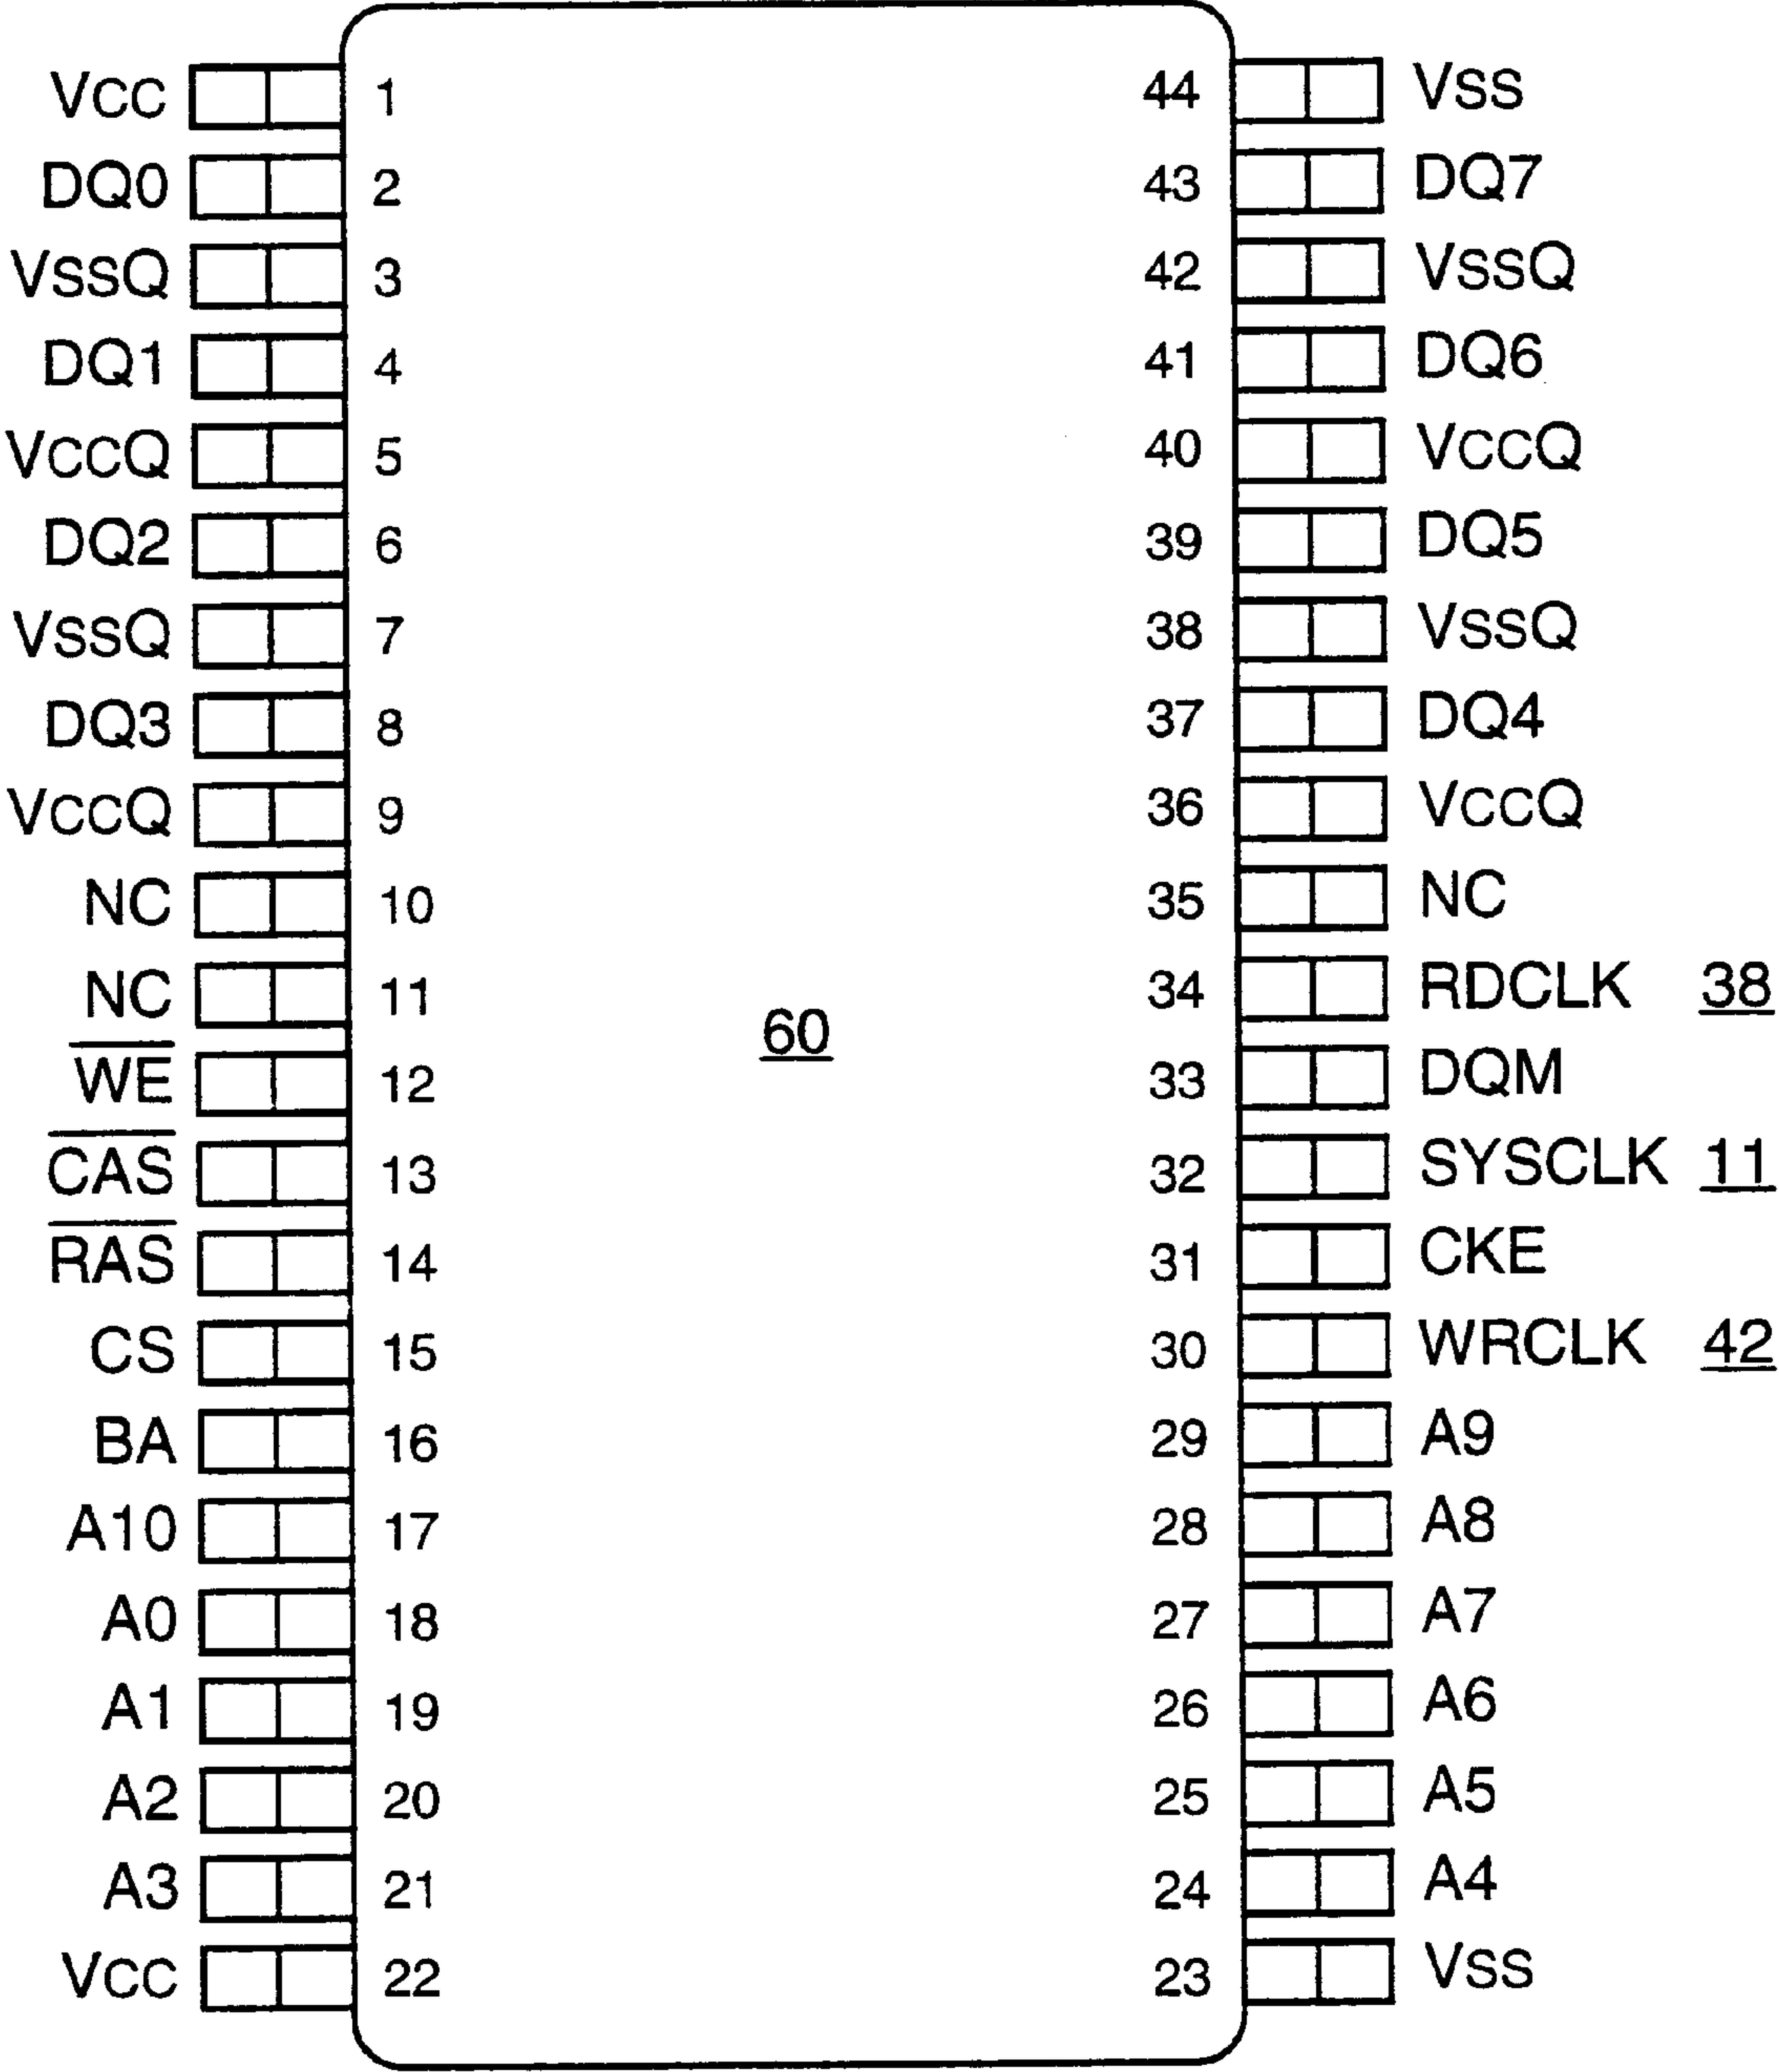 VCC 1 44 VSS
DQ0 2 43 DQ7
VSSQ 3 42 VSSQ
DQ1 4 41 DQ6
VCCQ 5 40 VCCQ
DQ2 6 39 DQ5
VSSQ 7 38 VSSQ
DQ3 8 37 DQ4
VCCQ 9 36 VCCQ
NC 10 35 NC
NC 11 34 RDCLK 38
60
W̅E̅ 12 33 DQM
C̅A̅S̅ 13 32 SYSCLK 11
R̅A̅S̅ 14 31 CKE
CS 15 30 WRCLK 42
BA 16 29 A9
A10 17 28 A8
A0 18 27 A7
A1 19 26 A6
A2 20 25 A5
A3 21 24 A4
VCC 22 23 VSS